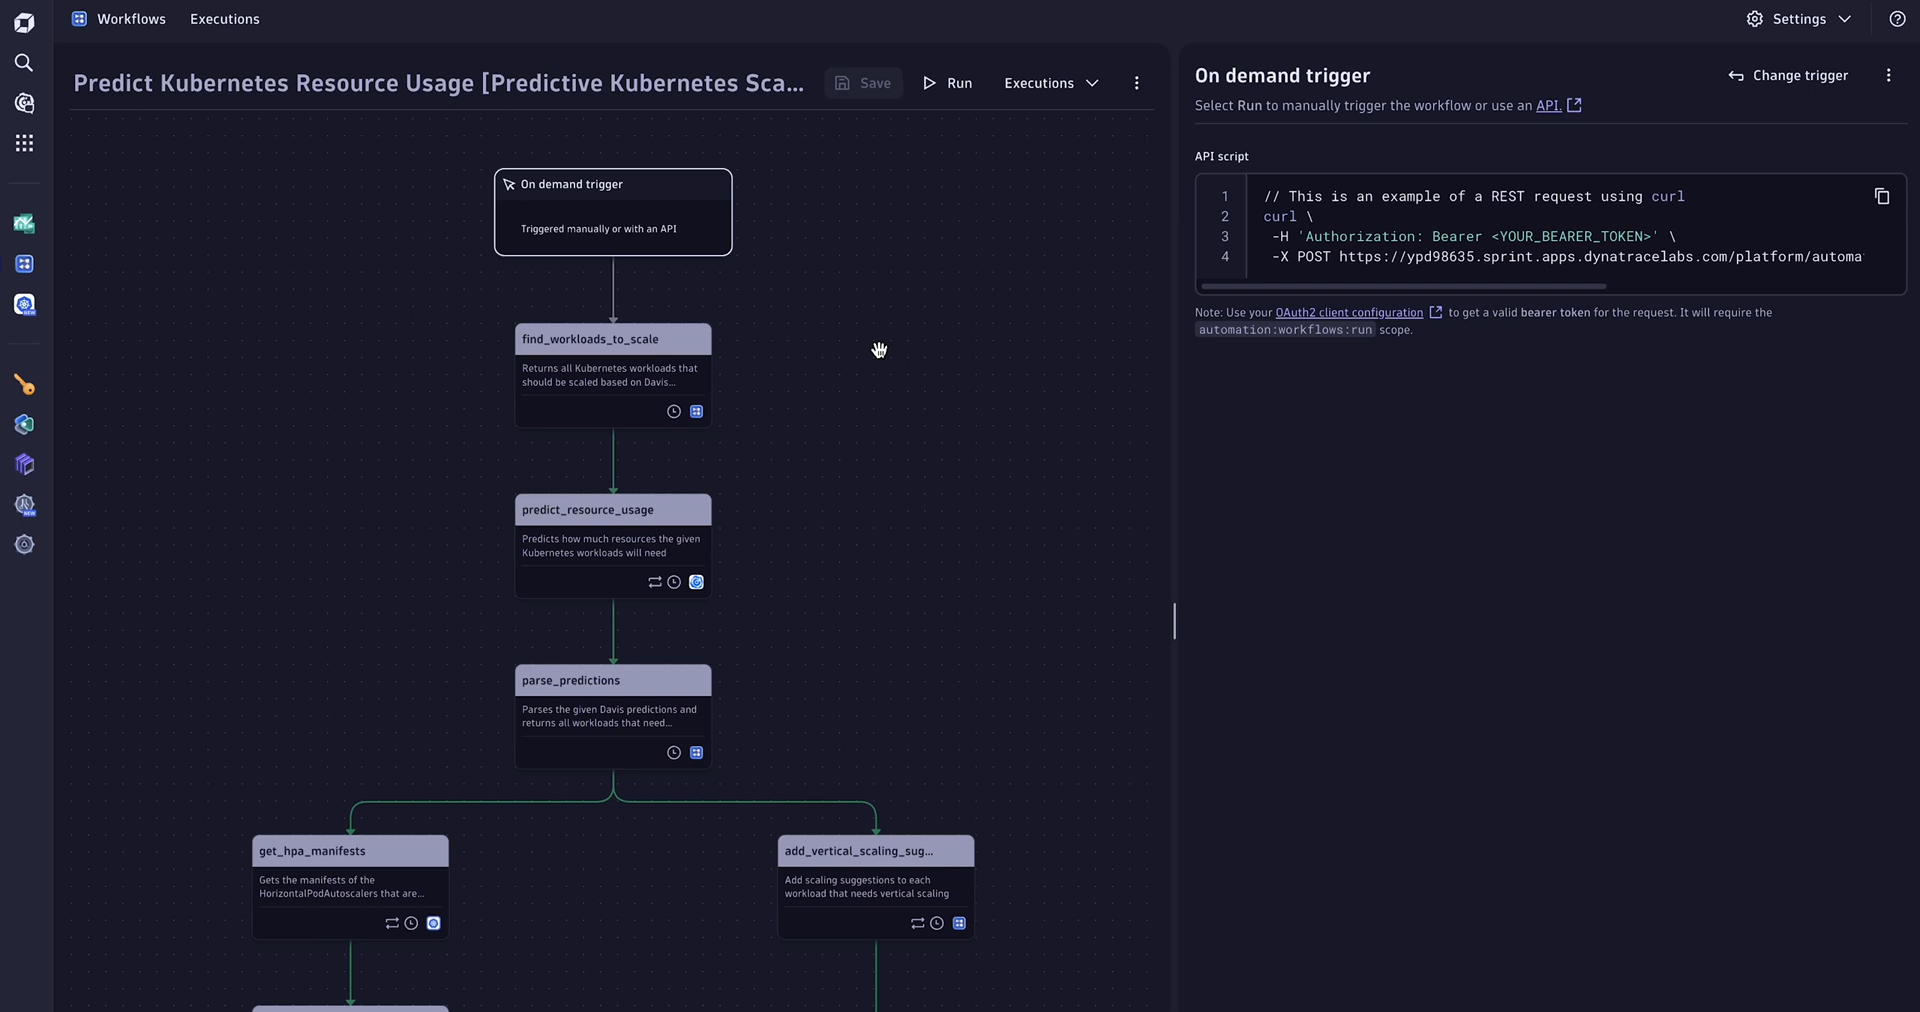 Workflows
Executions
Settings
Predict Kubernetes Resource Usage [Predictive Kubernetes Sca...
Save
Run
Executions
On demand trigger
Triggered manually or with an API
find_workloads_to_scale
Returns all Kubernetes workloads that
should be scaled based on Davis...
predict_resource_usage
Predicts how much resources the given
Kubernetes workloads will need
parse_predictions
Parses the given Davis predictions and
returns all workloads that need...
get_hpa_manifests
Gets the manifests of the
HorizontalPodAutoscalers that are...
add_vertical_scaling_sug...
Add scaling suggestions to each
workload that needs vertical scaling
On demand trigger
Change trigger
Select Run to manually trigger the workflow or use an API.
API script
1 // This is an example of a REST request using curl
2 curl \
3 -H 'Authorization: Bearer <YOUR_BEARER_TOKEN>' \
4 -X POST https://ypd98635.sprint.apps.dynatracelabs.com/platform/automa
Note: Use your OAuth2 client configuration to get a valid bearer token for the request. It will require the
automation:workflows:run scope.
NEW
NEW